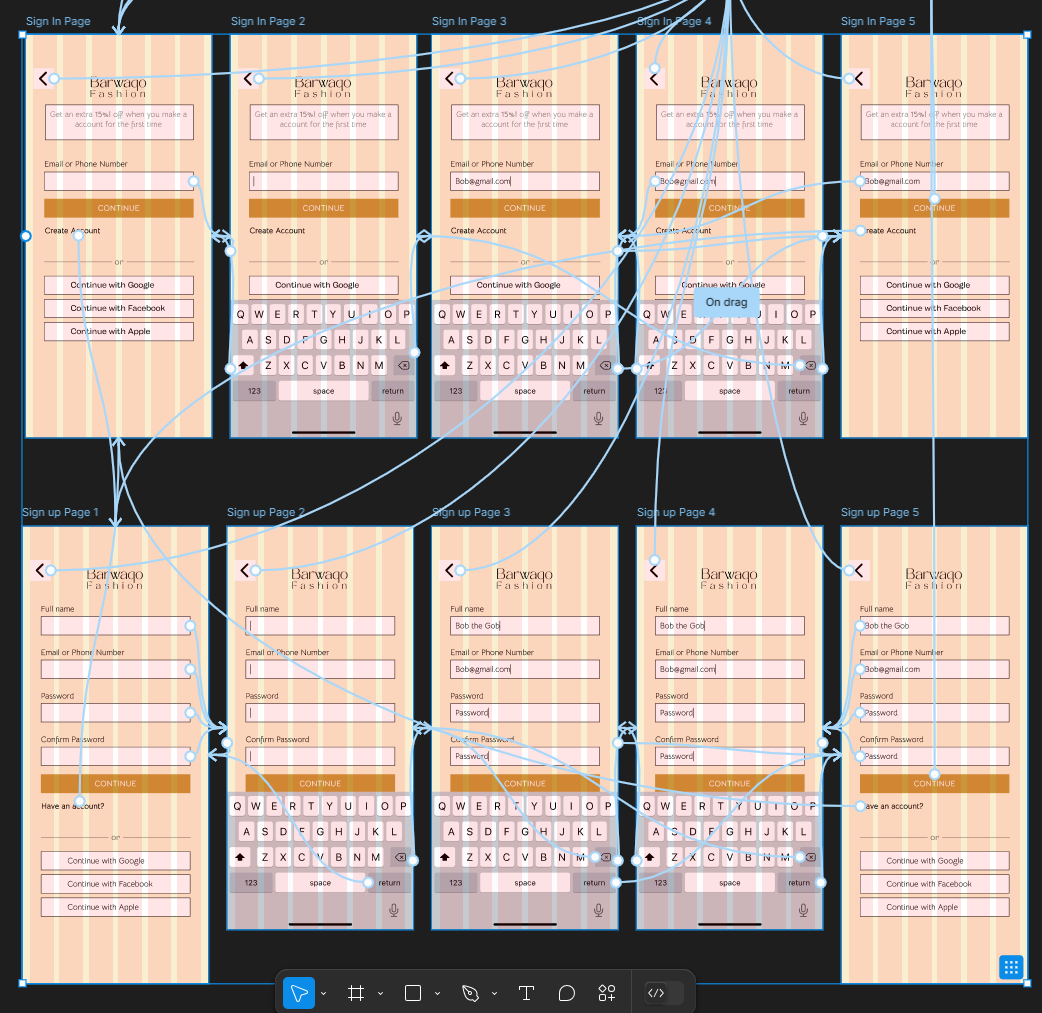 Sign In Page
Barwaqo
Fashion
Get an extra 15%! off when you make a
account for the first time
Email or Phone Number
CONTINUE
Create Account
or
Continue with Google
Continue with Facebook
Continue with Apple
Sign In Page 2
Barwaqo
Fashion
Get an extra 15%! off when you make a
account for the first time
Email or Phone Number
CONTINUE
Create Account
or
Continue with Google
Q W E R T Y U I O P
A S D F G H J K L
Z X C V B N M
123 space return
Sign In Page 3
Barwaqo
Fashion
Get an extra 15%! off when you make a
account for the first time
Email or Phone Number
Bob@gmail.com
CONTINUE
Create Account
or
Continue with Google
Q W E R T Y U I O P
A S D F G H J K L
Z X C V B N M
123 space return
Sign In Page 4
Barwaqo
Fashion
Get an extra 15%! off when you make a
account for the first time
Email or Phone Number
Bob@gmail.com
CONTINUE
Create Account
or
Continue with Google
On drag
Q W E U I O P
A S D F G H J K L
Z X C V B N M
123 space return
Sign In Page 5
Barwaqo
Fashion
Get an extra 15%! off when you make a
account for the first time
Email or Phone Number
Bob@gmail.com
CONTINUE
Create Account
or
Continue with Google
Continue with Facebook
Continue with Apple
Sign up Page 1
Barwaqo
Fashion
Full name
Email or Phone Number
Password
Confirm Password
CONTINUE
Have an account?
or
Continue with Google
Continue with Facebook
Continue with Apple
Sign up Page 2
Barwaqo
Fashion
Full name
Email or Phone Number
Password
Confirm Password
CONTINUE
Q W E R T Y U I O P
A S D F G H J K L
Z X C V B N M
123 space return
Sign up Page 3
Barwaqo
Fashion
Full name
Bob the Gob
Email or Phone Number
Bob@gmail.com
Password
Password
Confirm Password
Password
CONTINUE
Q W E R T Y U I O P
A S D F G H J K L
Z X C V B N M
123 space return
Sign up Page 4
Barwaqo
Fashion
Full name
Bob the Gob
Email or Phone Number
Bob@gmail.com
Password
Password
Confirm Password
Password
CONTINUE
Q W E R T Y U I O P
A S D F G H J K L
Z X C V B N M
123 space return
Sign up Page 5
Barwaqo
Fashion
Full name
Bob the Gob
Email or Phone Number
Bob@gmail.com
Password
Password
Confirm Password
Password
CONTINUE
Have an account?
or
Continue with Google
Continue with Facebook
Continue with Apple